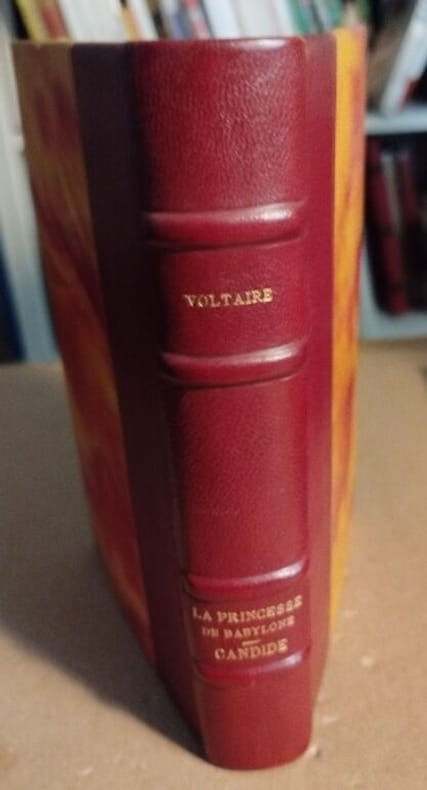 VOLTAIRE
LA PRINCESSE
DE BABYLONE
CANDIDE